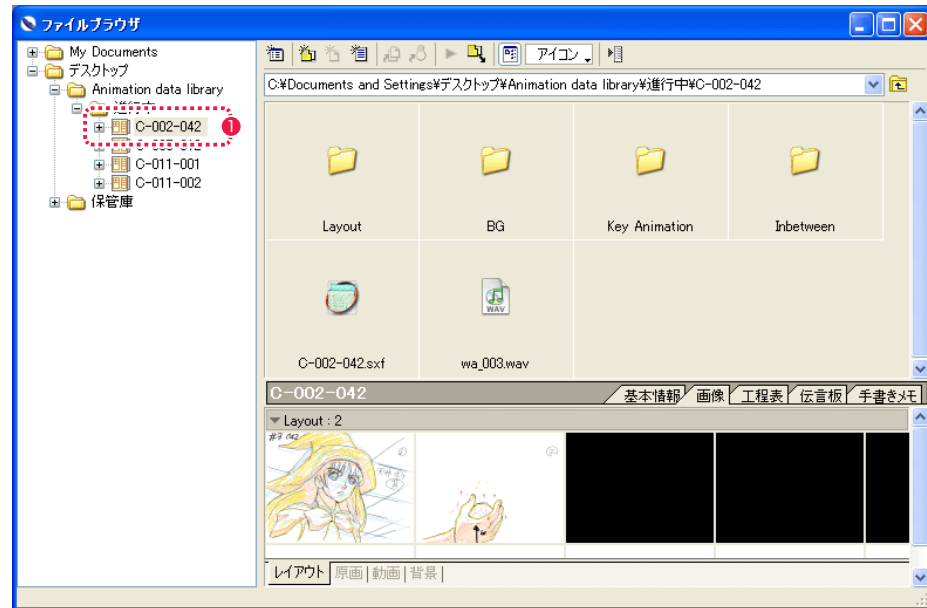 ファイルブラウザ
My Documents
デスクトップ
Animation data library
進行中
C-002-042
1
C-011-001
C-011-002
保管庫
アイコン
C:¥Documents and Settings¥デスクトップ¥Animation data library¥進行中¥C-002-042
Layout
BG
Key Animation
Inbetween
WAV
C-002-042.sxf
wa_003.wav
C-002-042
基本情報
画像
工程表
伝言板
手書きメモ
Layout : 2
レイアウト
原画
動画
背景